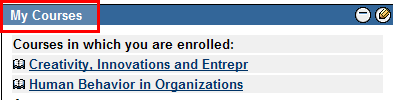 My Courses
Courses in which you are enrolled:
Creativity, Innovations and Entrepr
Human Behavior in Organizations